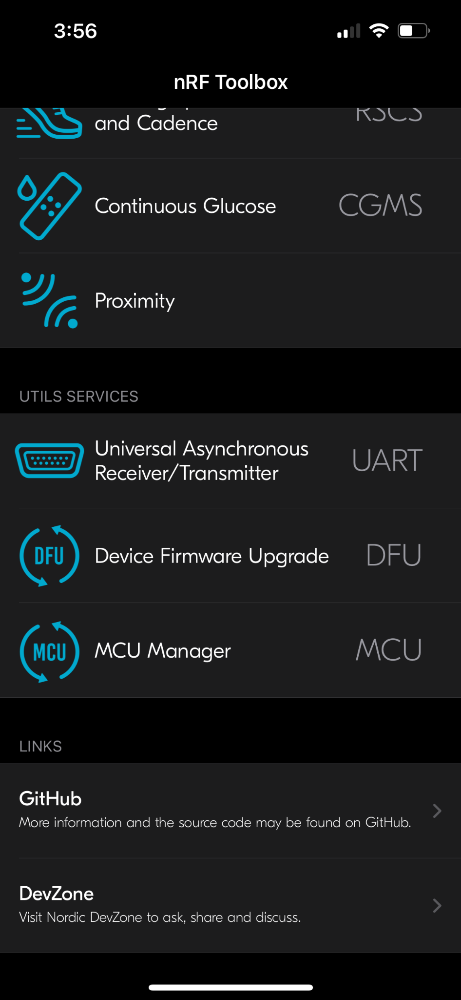 3:56
nRF Toolbox
and Cadence
RSCS
Continuous Glucose
CGMS
Proximity
UTILS SERVICES
Universal Asynchronous
Receiver/Transmitter
UART
DFU
Device Firmware Upgrade
DFU
MCU
MCU Manager
MCU
LINKS
GitHub
More information and the source code may be found on GitHub.
DevZone
Visit Nordic DevZone to ask, share and discuss.